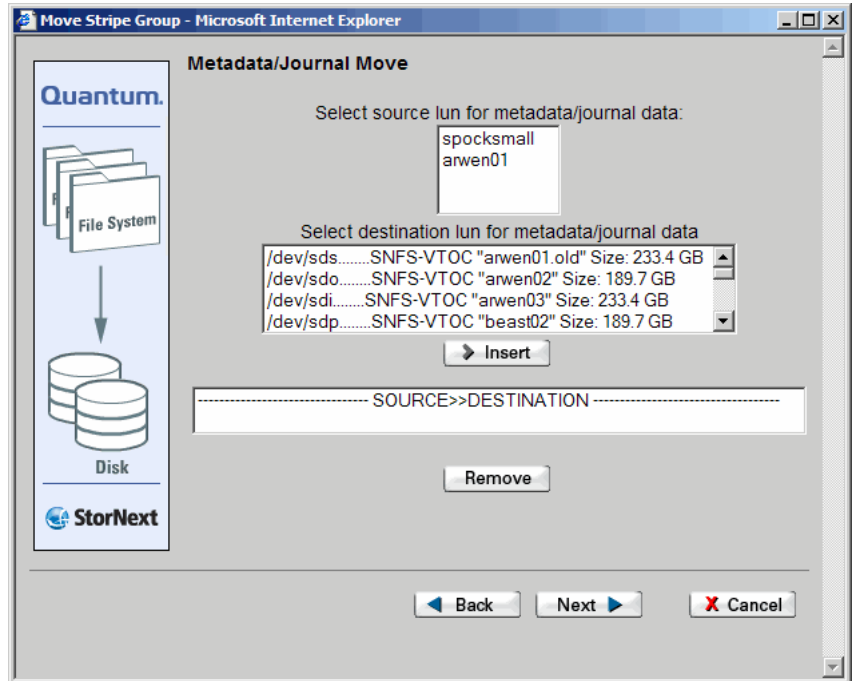 Move Stripe Group - Microsoft Internet Explorer
Metadata/Journal Move
Quantum.
Select source lun for metadata/journal data:
spocksmall
arwen01
File System
Select destination lun for metadata/journal data
/dev/sds.......SNFS-VTOC "arwen01.old" Size: 233.4 GB
/dev/sdo.......SNFS-VTOC "arwen02" Size: 189.7 GB
/dev/sdi........SNFS-VTOC "arwen03" Size: 233.4 GB
/dev/sdp.......SNFS-VTOC "beast02" Size: 189.7 GB
Insert
-------------------------------- SOURCE>>DESTINATION -----------------------------------
Disk
Remove
StorNext
Back
Next
X Cancel